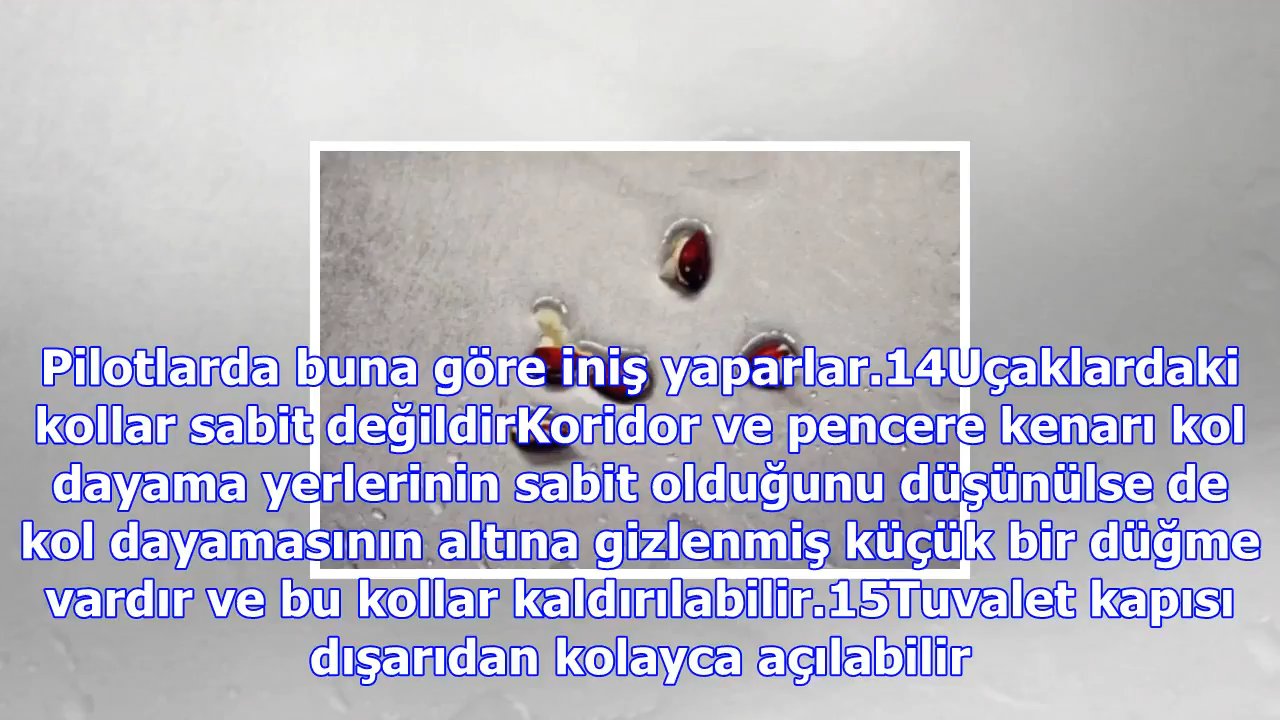 Pilotlarda buna göre iniş yaparlar.14Uçaklardaki
kollar sabit değildirKoridor ve pencere kenarı kol
dayama yerlerinin sabit olduğunu düşünülse de
kol dayamasının altına gizlenmiş küçük bir düğme
vardır ve bu kollar kaldırılabilir.15Tuvalet kapısı
dışarıdan kolayca açılabilir